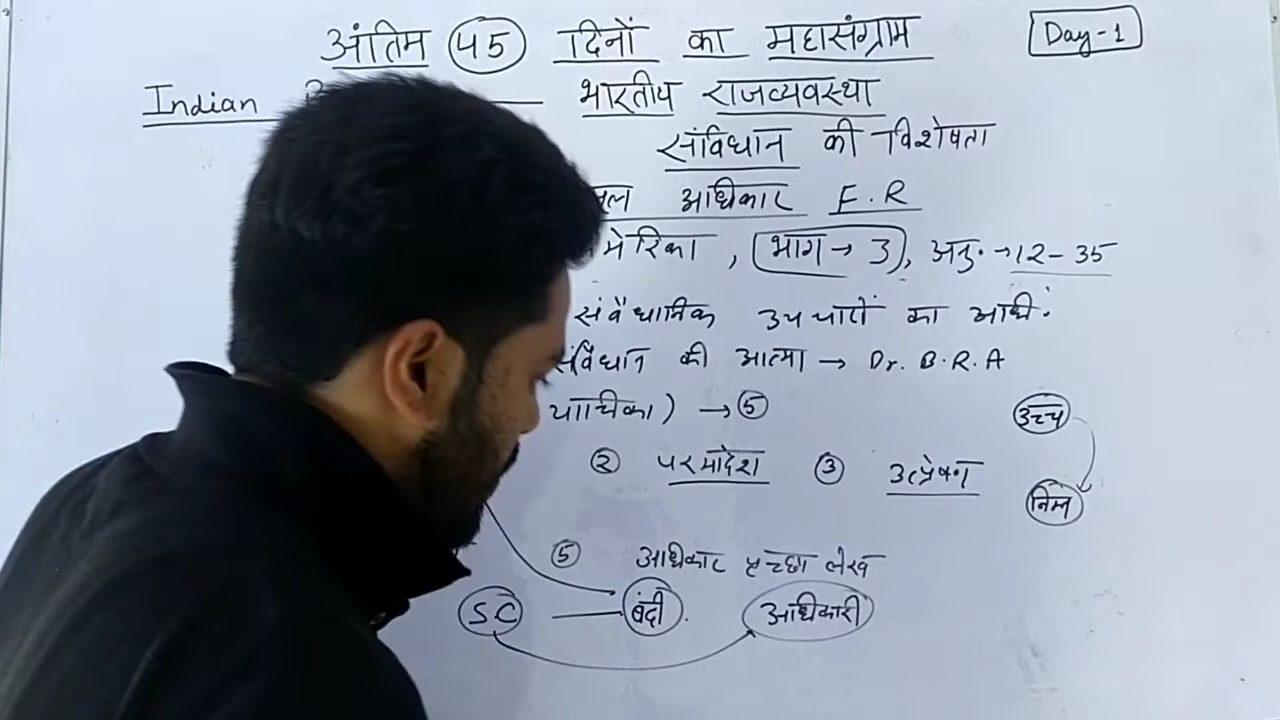 अंतिम 45 दिनों का महासंग्राम Day-1
Indian भारतीय राजव्यवस्था
संविधान की विशेषता
अधिकार F.R
भाग → 3, अनु. → 12-35
संवैधानिक उपचारों का अधि.
संविधान की आत्मा → Dr. B.R.A
→ ⑤ उच्च
② परमादेश ③ उत्प्रेषण निम्न
⑤ अधिकार पृच्छा लेख
SC बंदी. अधिकारी